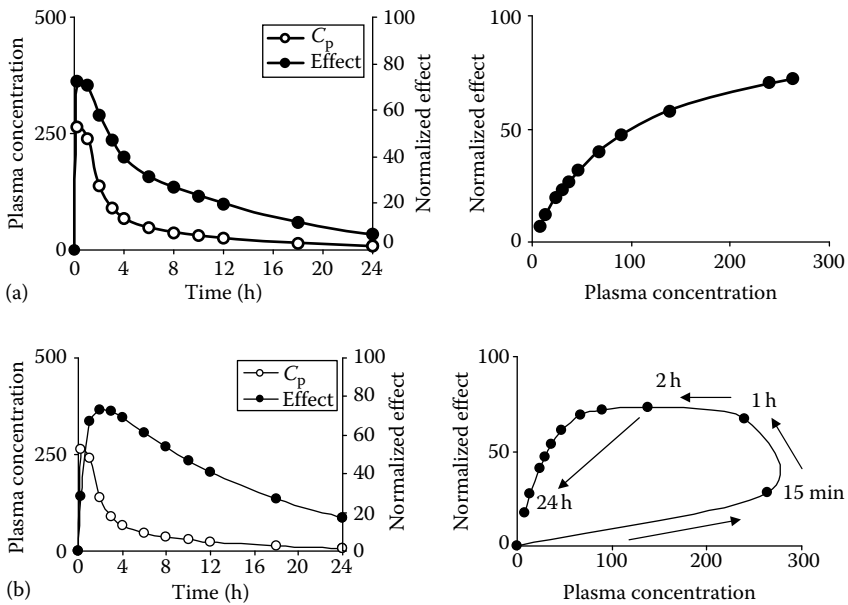 500
250
0
Plasma concentration
100
80
60
40
20
0
Normalized effect
Cp
Effect
0 4 8 12 16 20 24
Time (h)
(a)
100
50
0
Normalized effect
0 100 200 300
Plasma concentration
500
250
0
Plasma concentration
100
80
60
40
20
0
Normalized effect
Cp
Effect
0 4 8 12 16 20 24
Time (h)
(b)
100
50
0
Normalized effect
2 h
1 h
15 min
24 h
0 100 200 300
Plasma concentration